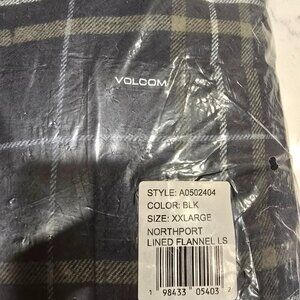 VOLCOM
STYLE: A0502404
COLOR: BLK
SIZE: XXLARGE
NORTHPORT
LINED FLANNEL LS
1 98433 05403 2